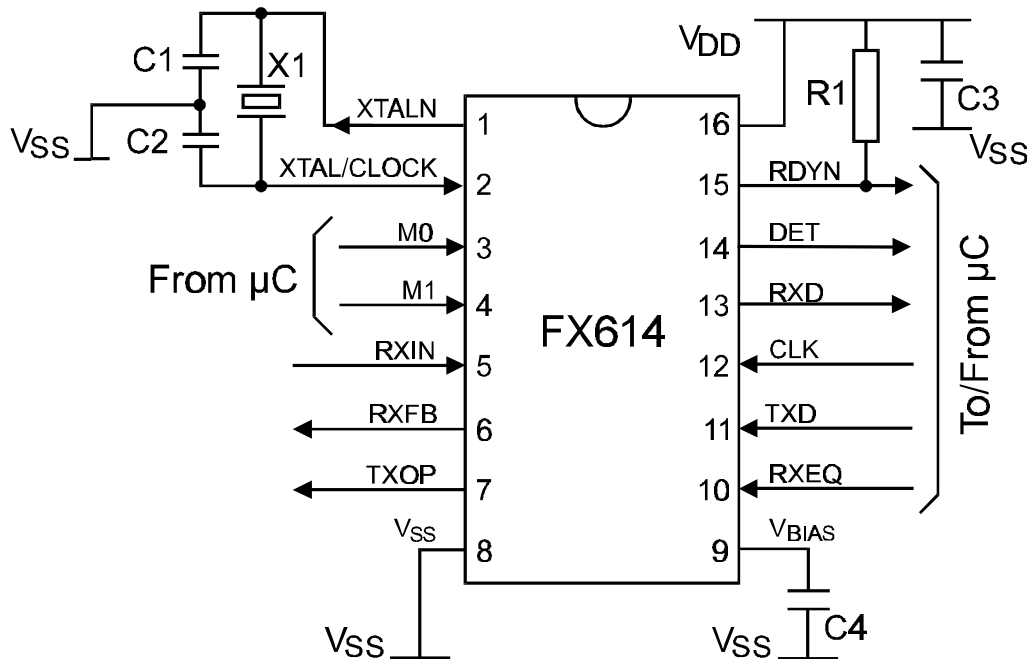 C1
X1
C2
VSS
XTALN
XTAL/CLOCK
From µC
M0
M1
RXIN
RXFB
TXOP
VSS
VSS
1
2
3
4
5
6
7
8
FX614
16
15
14
13
12
11
10
9
VDD
R1
C3
VSS
RDYN
DET
RXD
CLK
TXD
RXEQ
To/From µC
VBIAS
C4
VSS